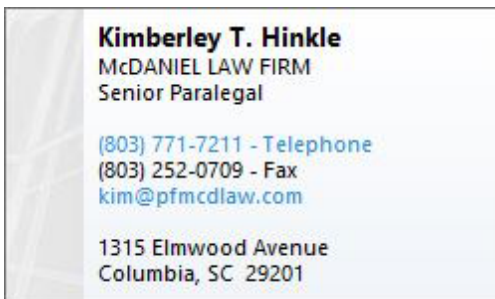 Kimberley T. Hinkle
McDANIEL LAW FIRM
Senior Paralegal
(803) 771-7211 - Telephone
(803) 252-0709 - Fax
kim@pfmcdlaw.com
1315 Elmwood Avenue
Columbia, SC  29201